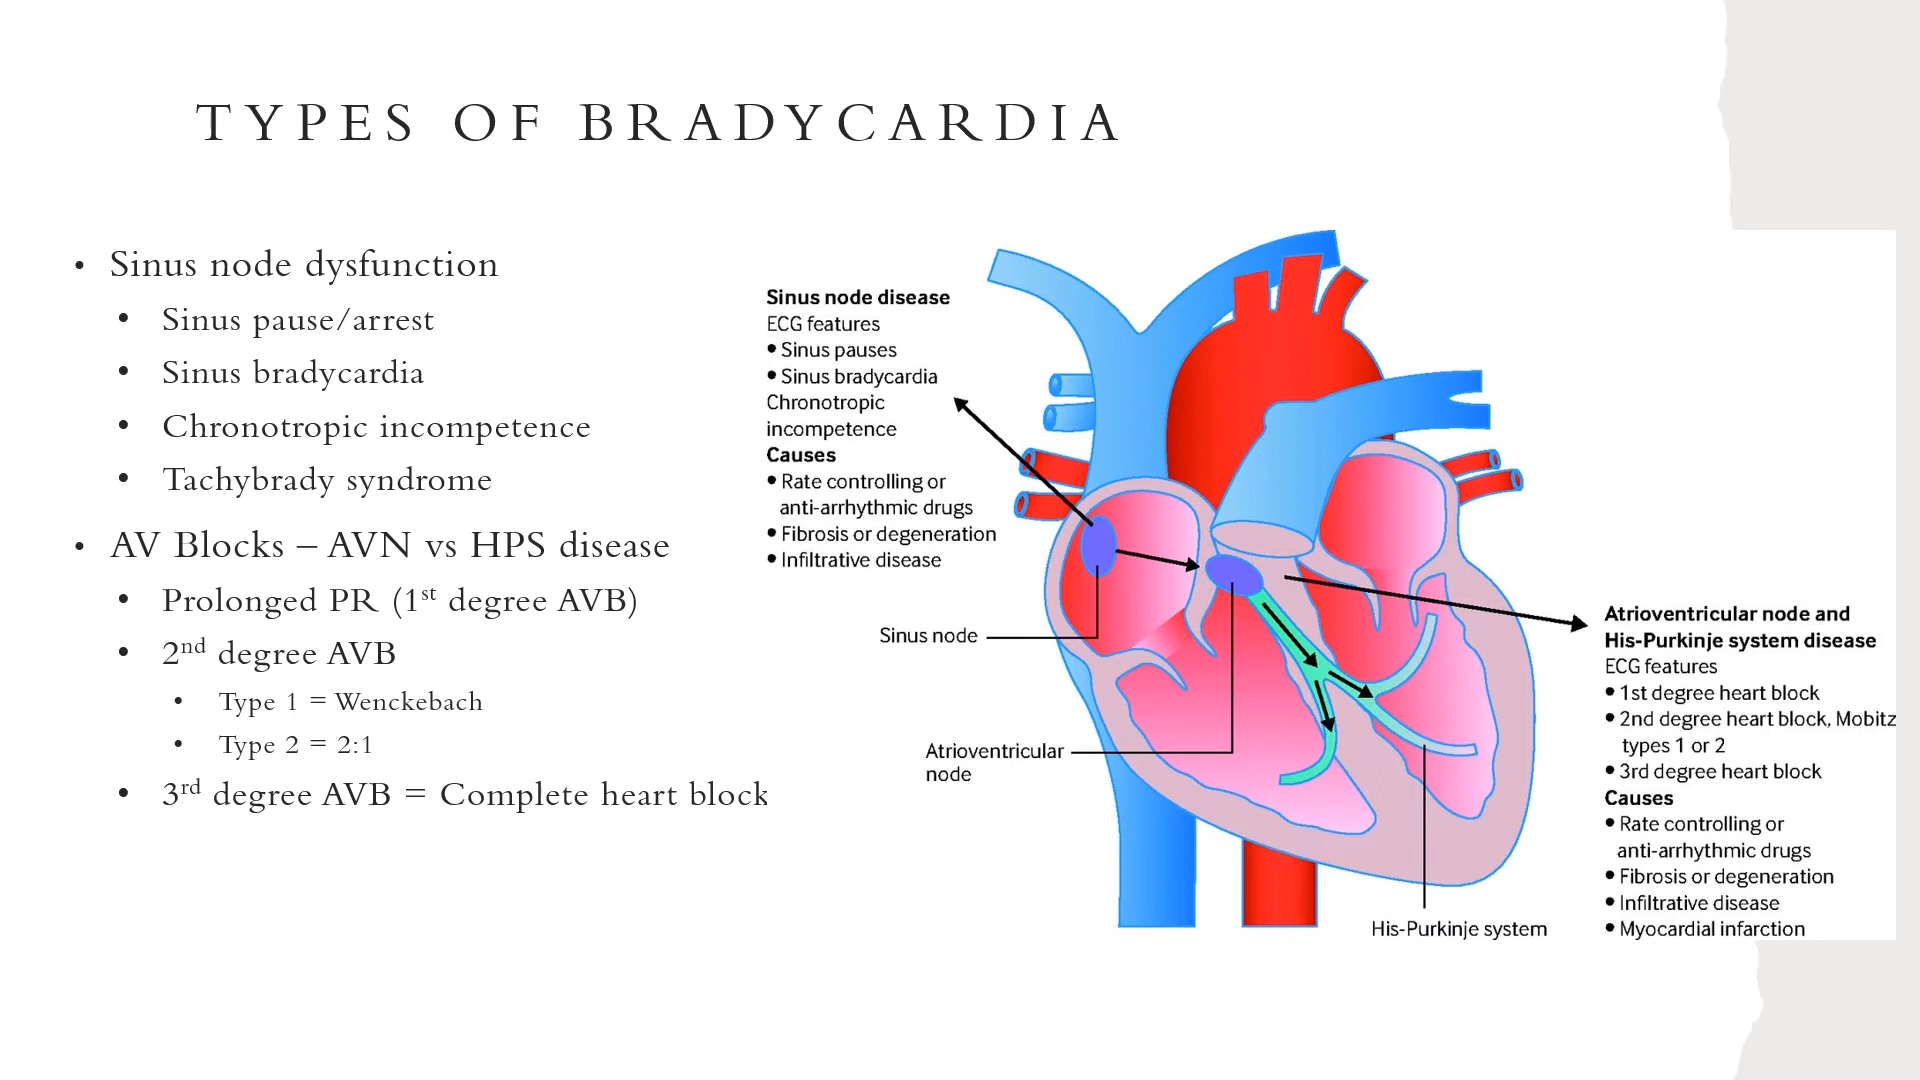 TYPES OF BRADYCARDIA
• Sinus node dysfunction
• Sinus pause/arrest
• Sinus bradycardia
• Chronotropic incompetence
• Tachybrady syndrome
• AV Blocks – AVN vs HPS disease
• Prolonged PR (1st degree AVB)
• 2nd degree AVB
• Type 1 = Wenckebach
• Type 2 = 2:1
• 3rd degree AVB = Complete heart block
Sinus node disease
ECG features
• Sinus pauses
• Sinus bradycardia
Chronotropic
incompetence
Causes
• Rate controlling or
anti-arrhythmic drugs
• Fibrosis or degeneration
• Infiltrative disease
Sinus node
Atrioventricular
node
His-Purkinje system
Atrioventricular node and
His-Purkinje system disease
ECG features
• 1st degree heart block
• 2nd degree heart block, Mobitz
types 1 or 2
• 3rd degree heart block
Causes
• Rate controlling or
anti-arrhythmic drugs
• Fibrosis or degeneration
• Infiltrative disease
• Myocardial infarction